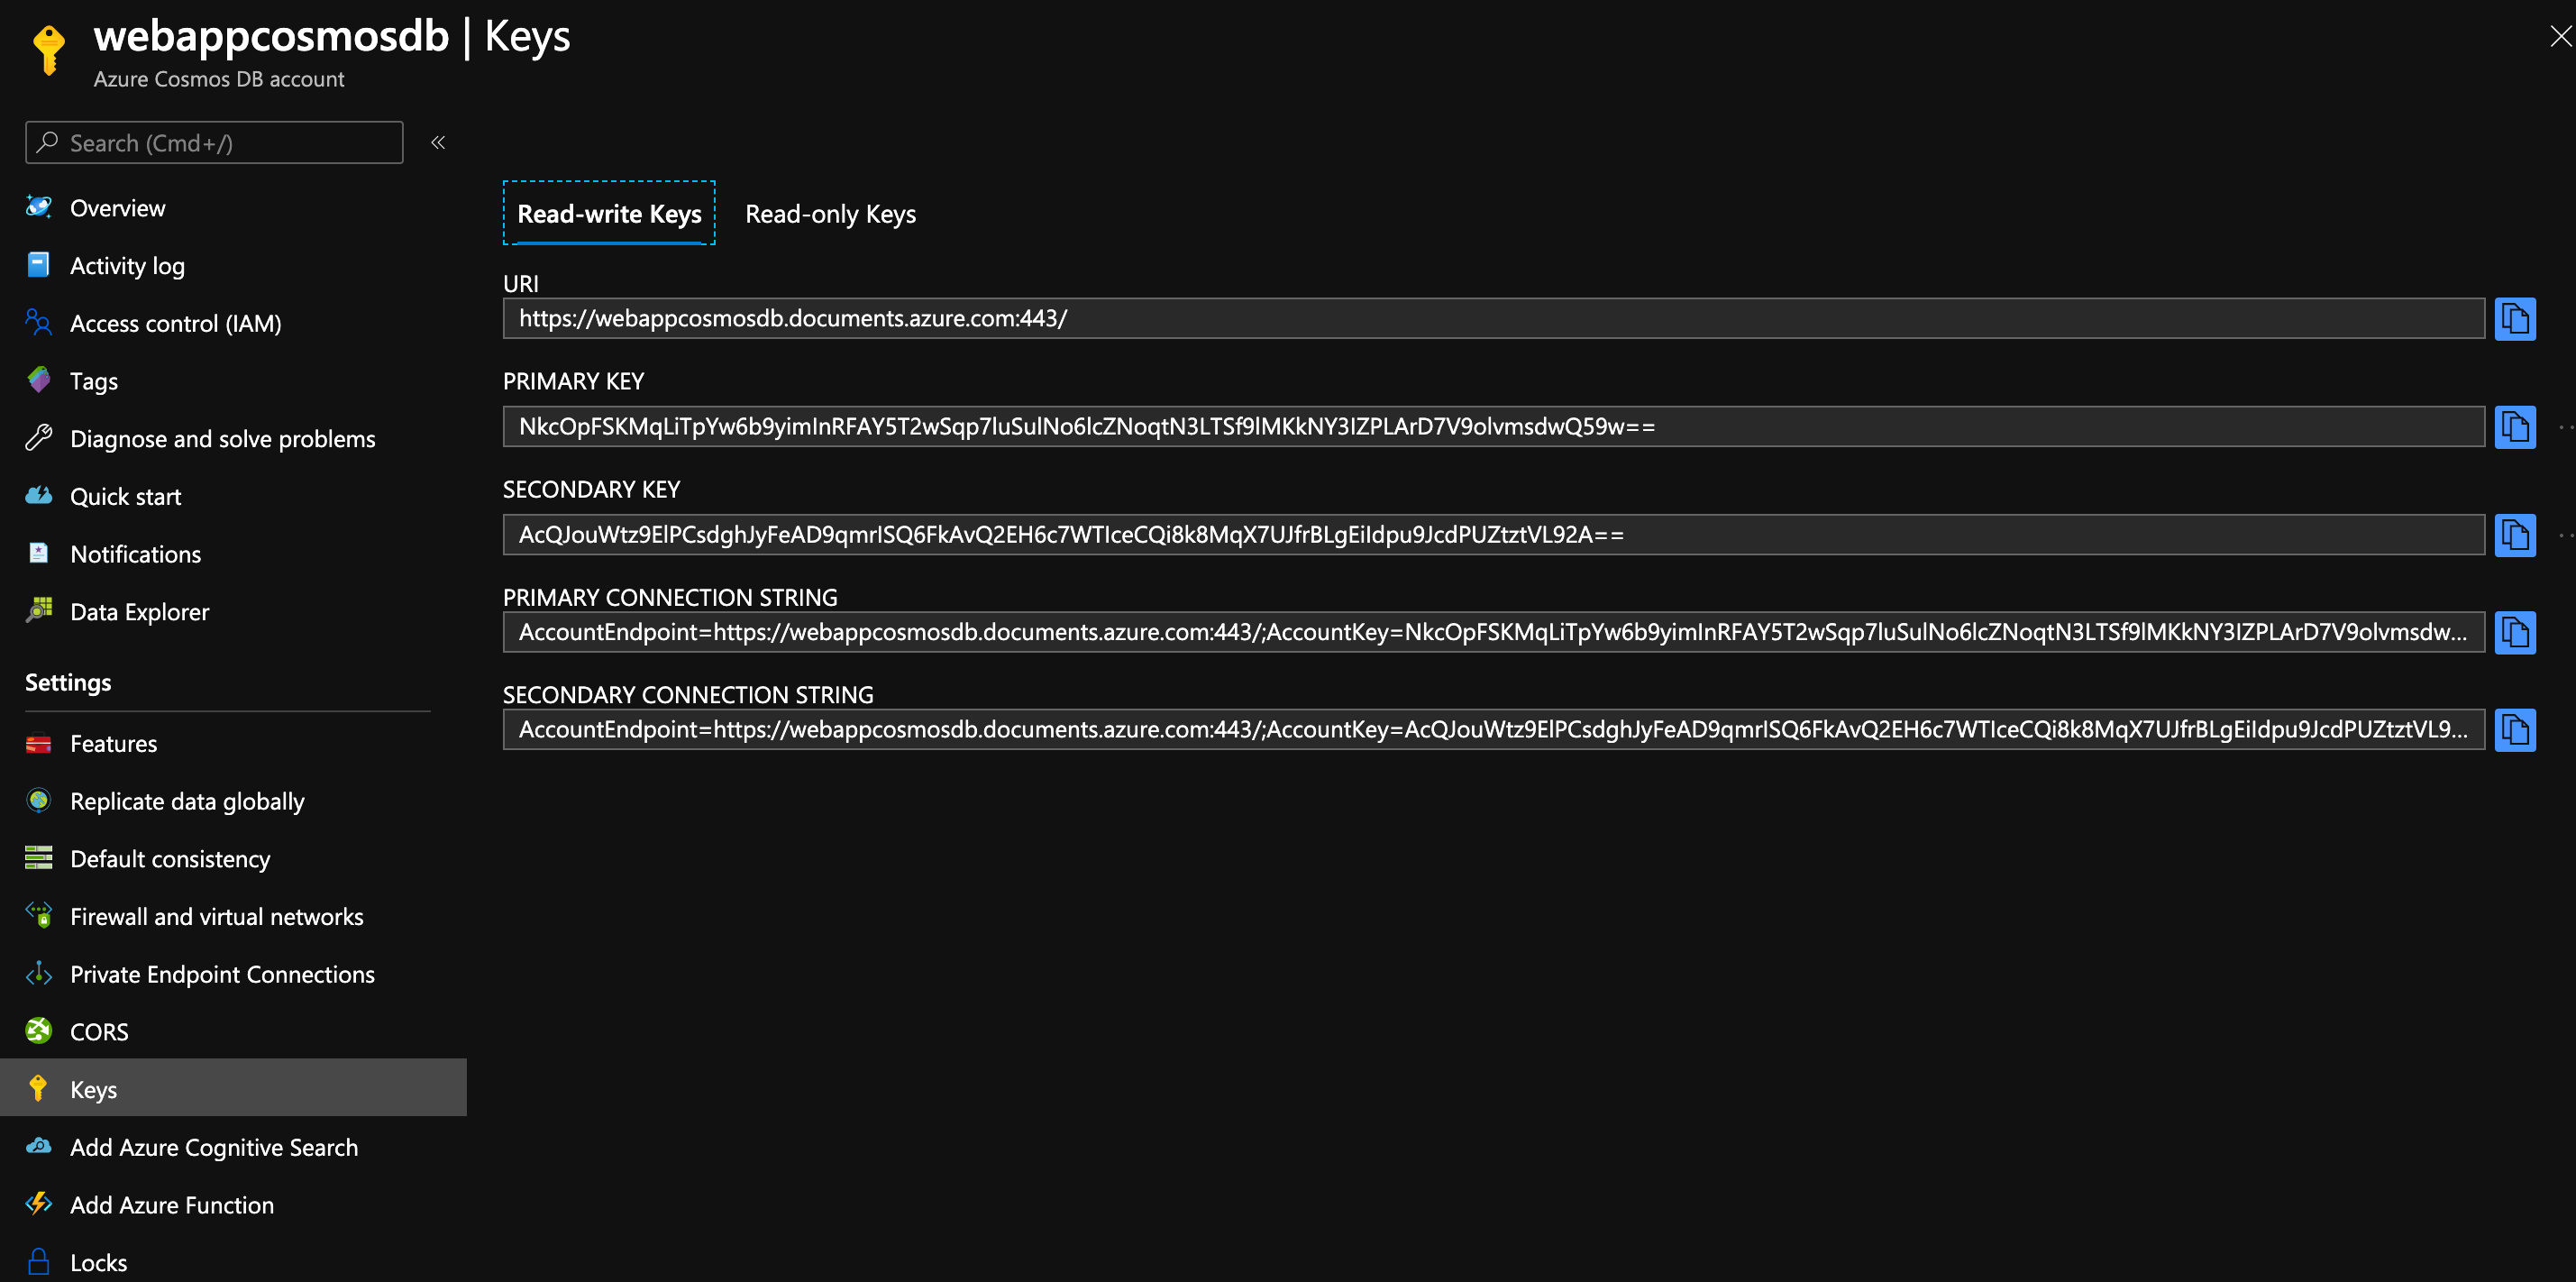 webappcosmosdb | Keys
Azure Cosmos DB account
Search (Cmd+/)
Overview
Activity log
Access control (IAM)
Tags
Diagnose and solve problems
Quick start
Notifications
Data Explorer
Settings
Features
Replicate data globally
Default consistency
Firewall and virtual networks
Private Endpoint Connections
CORS
Keys
Add Azure Cognitive Search
Add Azure Function
Locks
Read-write Keys Read-only Keys
URI
https://webappcosmosdb.documents.azure.com:443/
PRIMARY KEY
NkcOpFSKMqLiTpYw6b9yimInRFAY5T2wSqp7luSulNo6lcZNoqtN3LTSf9lMKkNY3IZPLArD7V9olvmsdwQ59w==
SECONDARY KEY
AcQJouWtz9ElPCsdghJyFeAD9qmrISQ6FkAvQ2EH6c7WTIceCQi8k8MqX7UJfrBLgEiIdpu9JcdPUZtztVL92A==
PRIMARY CONNECTION STRING
AccountEndpoint=https://webappcosmosdb.documents.azure.com:443/;AccountKey=NkcOpFSKMqLiTpYw6b9yimInRFAY5T2wSqp7luSulNo6lcZNoqtN3LTSf9lMKkNY3IZPLArD7V9olvmsdw...
SECONDARY CONNECTION STRING
AccountEndpoint=https://webappcosmosdb.documents.azure.com:443/;AccountKey=AcQJouWtz9ElPCsdghJyFeAD9qmrISQ6FkAvQ2EH6c7WTIceCQi8k8MqX7UJfrBLgEiIdpu9JcdPUZtztVL9...